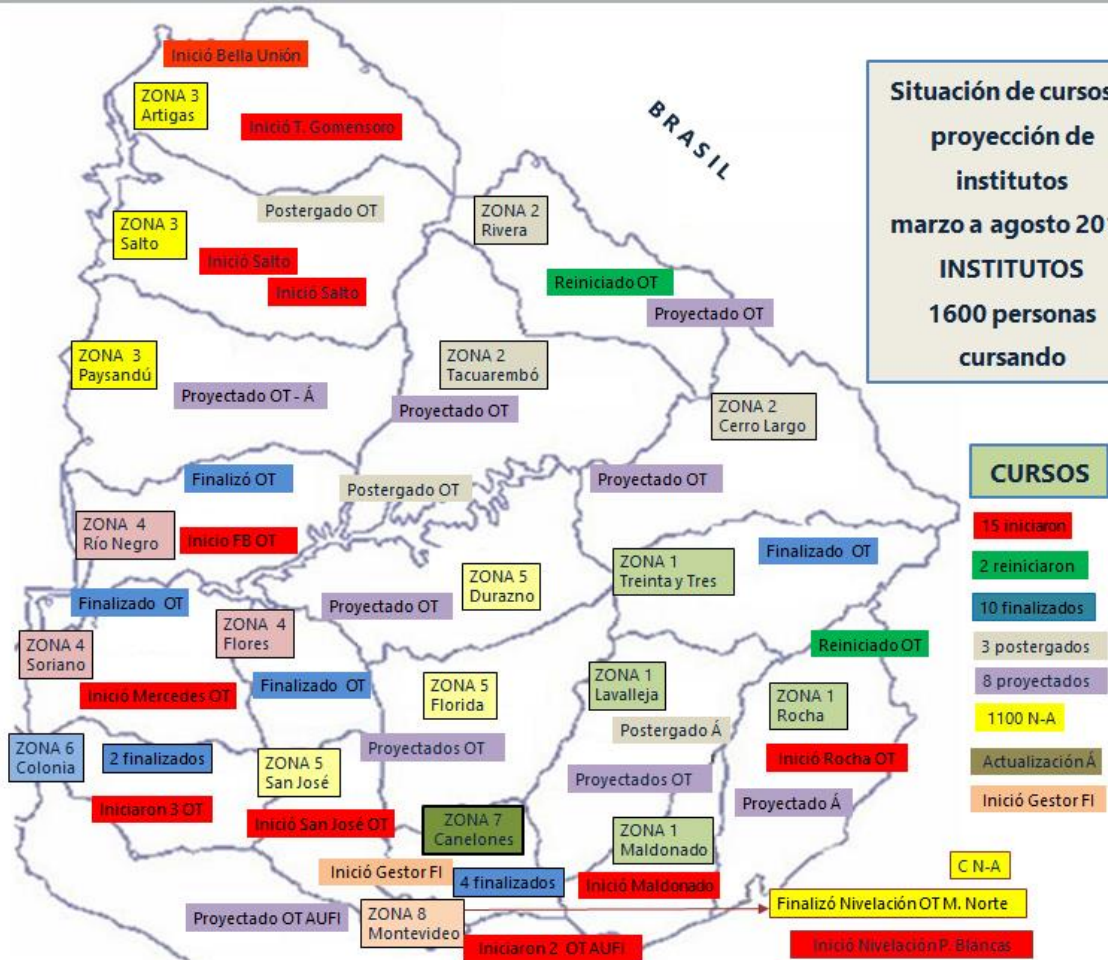 Inició Bella Unión
ZONA 3
Artigas
Inició T. Gomensoro
BRASIL
Situación de cursos
proyección de
institutos
marzo a agosto 201
INSTITUTOS
1600 personas
cursando
Postergado OT
ZONA 2
Rivera
ZONA 3
Salto
Inició Salto
Inició Salto
Reiniciado OT
Proyectado OT
ZONA 3
Paysandú
ZONA 2
Tacuarembó
Proyectado OT - Á
Proyectado OT
ZONA 2
Cerro Largo
Finalizó OT
Postergado OT
Proyectado OT
CURSOS
15 iniciaron
2 reiniciaron
10 finalizados
3 postergados
8 proyectados
1100 N-A
Actualización Á
Inició Gestor FI
ZONA 4
Río Negro
Inicio FB OT
Finalizado OT
ZONA 1
Treinta y Tres
ZONA 5
Durazno
Finalizado OT
Proyectado OT
ZONA 4
Flores
ZONA 4
Soriano
Reiniciado OT
Inició Mercedes OT
Finalizado OT
ZONA 5
Florida
ZONA 1
Lavalleja
ZONA 1
Rocha
Postergado Á
ZONA 6
Colonia
2 finalizados
ZONA 5
San José
Proyectados OT
Inició Rocha OT
Proyectados OT
Iniciaron 3 OT
Inició San José OT
ZONA 7
Canelones
Proyectado Á
ZONA 1
Maldonado
Inició Gestor FI
4 finalizados
Inició Maldonado
C N-A
Proyectado OT AUFI
ZONA 8
Montevideo
Finalizó Nivelación OT M. Norte
Iniciaron 2 OT AUFI
Inició Nivelación P. Blancas